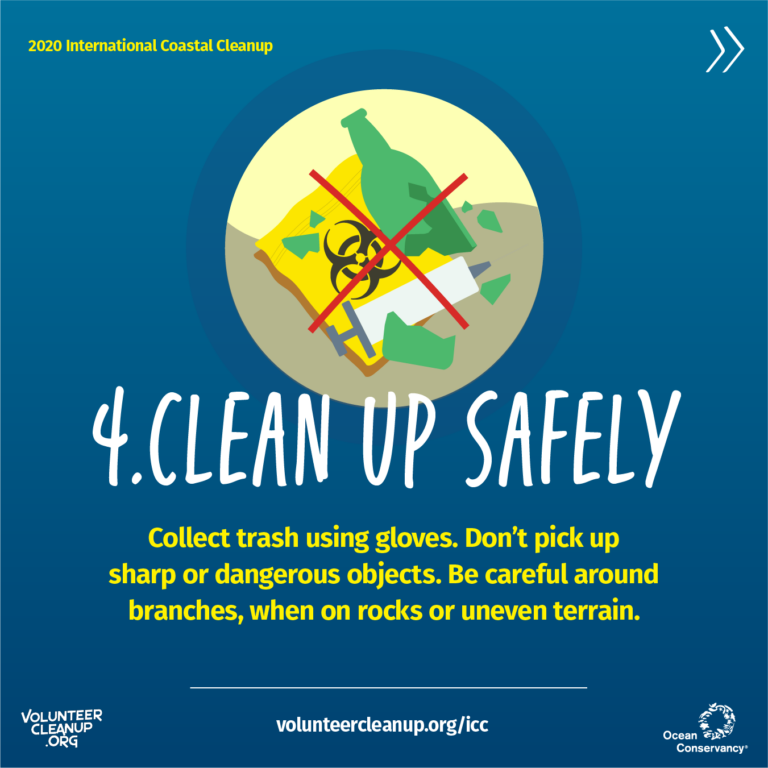 2020 International Coastal Cleanup
4.CLEAN UP SAFELY
Collect trash using gloves. Don’t pick up
sharp or dangerous objects. Be careful around
branches, when on rocks or uneven terrain.
VOLUNTEER
CLEANUP
.ORG
volunteercleanup.org/icc
Ocean
Conservancy®